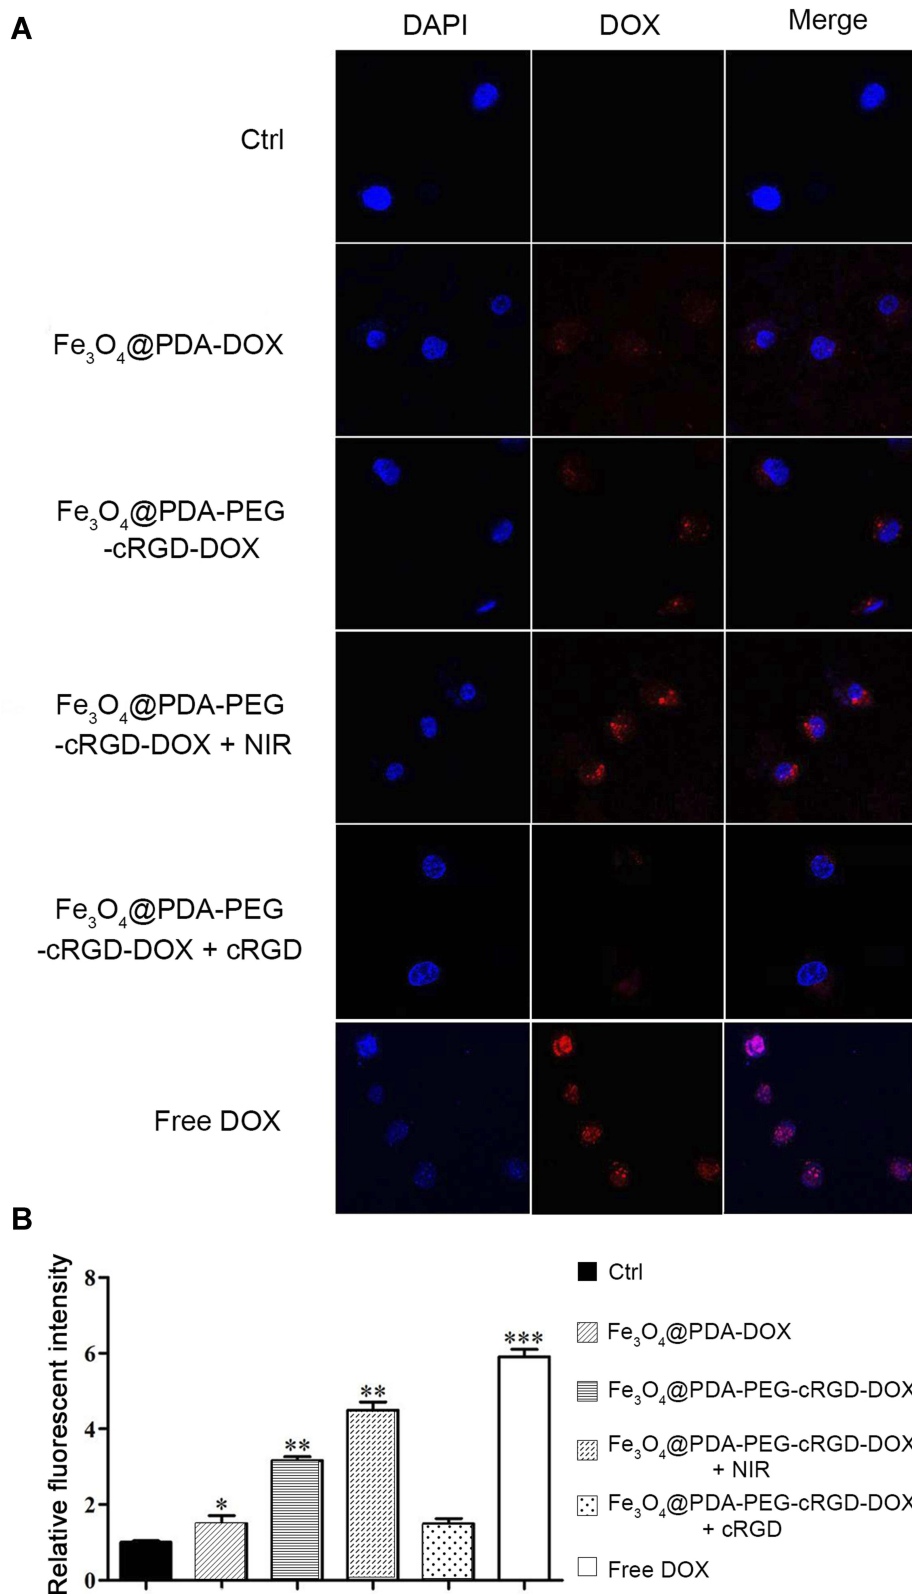 A
DAPI DOX Merge
Ctrl
Fe₃O₄@PDA-DOX
Fe₃O₄@PDA-PEG
-cRGD-DOX
Fe₃O₄@PDA-PEG
-cRGD-DOX + NIR
Fe₃O₄@PDA-PEG
-cRGD-DOX + cRGD
Free DOX
B
Relative fluorescent intensity
8
6
4
2
0
*
**
**
***
Ctrl
Fe₃O₄@PDA-DOX
Fe₃O₄@PDA-PEG-cRGD-DOX
Fe₃O₄@PDA-PEG-cRGD-DOX
+ NIR
Fe₃O₄@PDA-PEG-cRGD-DOX
+ cRGD
Free DOX